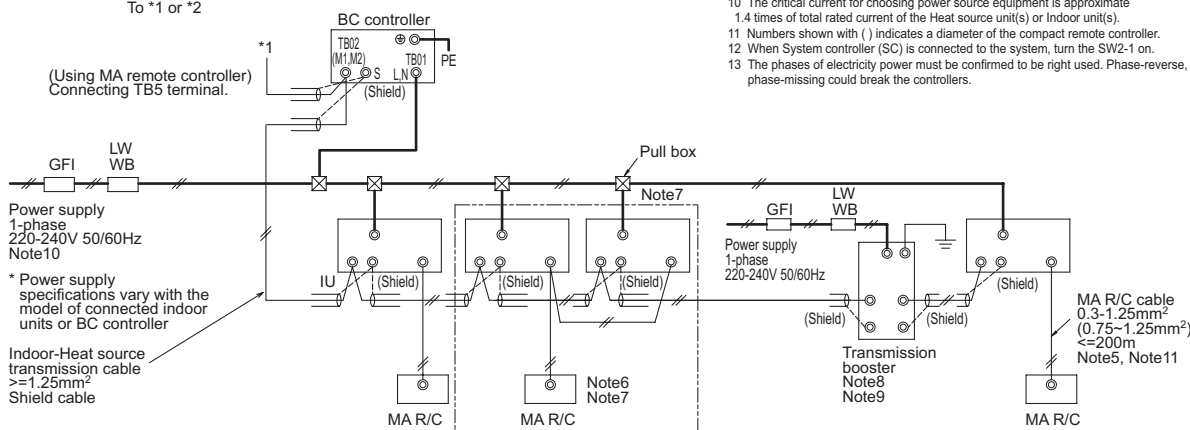 To *1 or *2
10 The critical current for choosing power source equipment is approximate
1.4 times of total rated current of the Heat source unit(s) or Indoor unit(s).
11 Numbers shown with ( ) indicates a diameter of the compact remote controller.
12 When System controller (SC) is connected to the system, turn the SW2-1 on.
13 The phases of electricity power must be confirmed to be right used. Phase-reverse,
phase-missing could break the controllers.
BC controller
*1
TB02
(M1,M2)
S
TB01
L,N
PE
(Shield)
(Using MA remote controller)
Connecting TB5 terminal.
GFI
LW
WB
Pull box
Note7
Power supply
1-phase
220-240V 50/60Hz
Note10
* Power supply
specifications vary with the
model of connected indoor
units or BC controller
Indoor-Heat source
transmission cable
>=1.25mm²
Shield cable
IU
(Shield)
(Shield)
(Shield)
GFI
LW
WB
Power supply
1-phase
220-240V 50/60Hz
(Shield)
(Shield)
(Shield)
Transmission
booster
Note8
Note9
MA R/C cable
0.3-1.25mm²
(0.75~1.25mm²)
<=200m
Note5, Note11
MA R/C
MA R/C
Note6
Note7
MA R/C